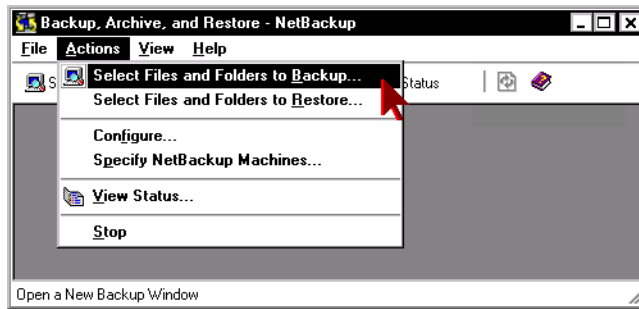 Backup, Archive, and Restore - NetBackup
File Actions View Help
Select Files and Folders to Backup...
Status
Select Files and Folders to Restore...
Configure...
Specify NetBackup Machines...
View Status...
Stop
Open a New Backup Window